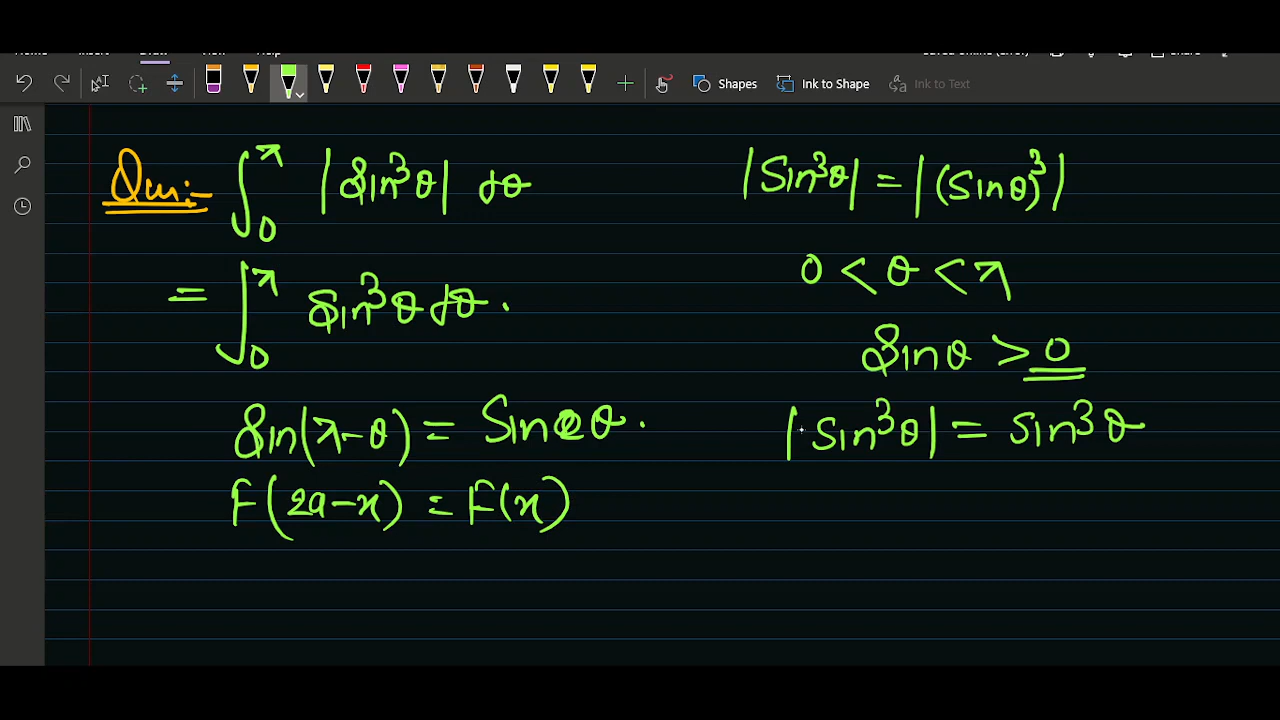 Shapes Ink to Shape Ink to Text
Qus:- ∫₀^π |sin³θ| dθ
= ∫₀^π sin³θ dθ.
sin(π-θ) = sinθ.
F(2a-x) = F(x)
|sin³θ| = |(sinθ)³|
0 < θ < π
sinθ > 0
|sin³θ| = sin³θ